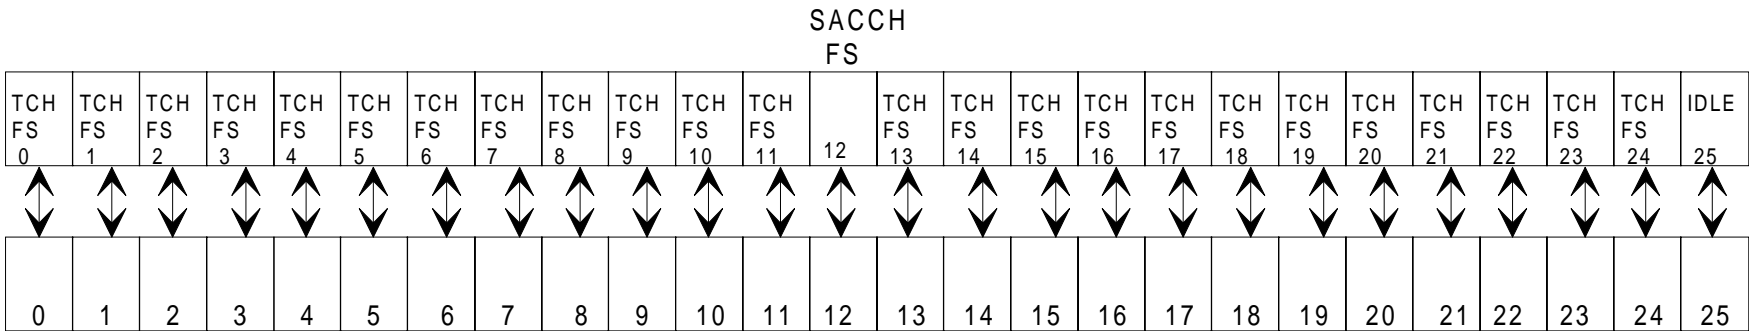 SACCH
FS
TCH TCH TCH TCH TCH TCH TCH TCH TCH TCH TCH TCH TCH TCH TCH TCH TCH TCH TCH TCH TCH TCH TCH TCH IDLE
FS FS FS FS FS FS FS FS FS FS FS FS FS FS FS FS FS FS FS FS FS FS FS FS
0 1 2 3 4 5 6 7 8 9 10 11 12 13 14 15 16 17 18 19 20 21 22 23 24 25
0 1 2 3 4 5 6 7 8 9 10 11 12 13 14 15 16 17 18 19 20 21 22 23 24 25